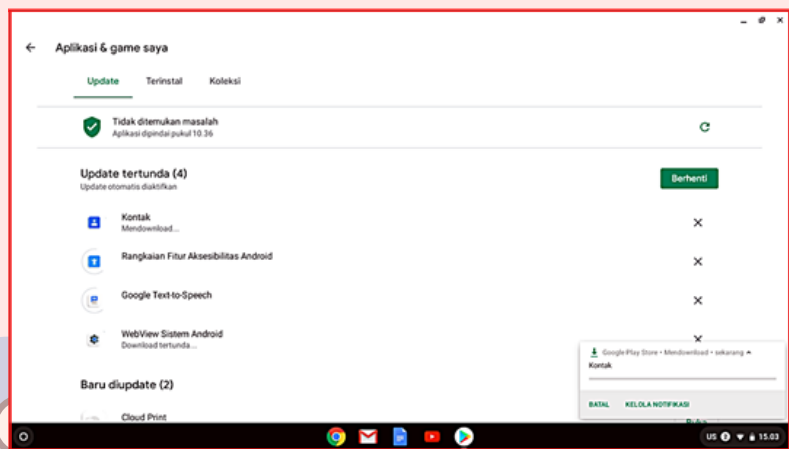 Aplikasi & game saya
Update Terinstal Koleksi
Tidak ditemukan masalah
Aplikasi dipindai pukul 10.36
Update tertunda (4)
Update otomatis diaktifkan
Berhenti
Kontak
Mendownload...
Rangkaian Fitur Aksesibilitas Android
Google Text-to-Speech
WebView Sistem Android
Download tertunda...
Google Play Store • Mendownload • sekarang
Kontak
BATAL KELOLA NOTIFIKASI
Baru diupdate (2)
Cloud Print
US 2 15.03